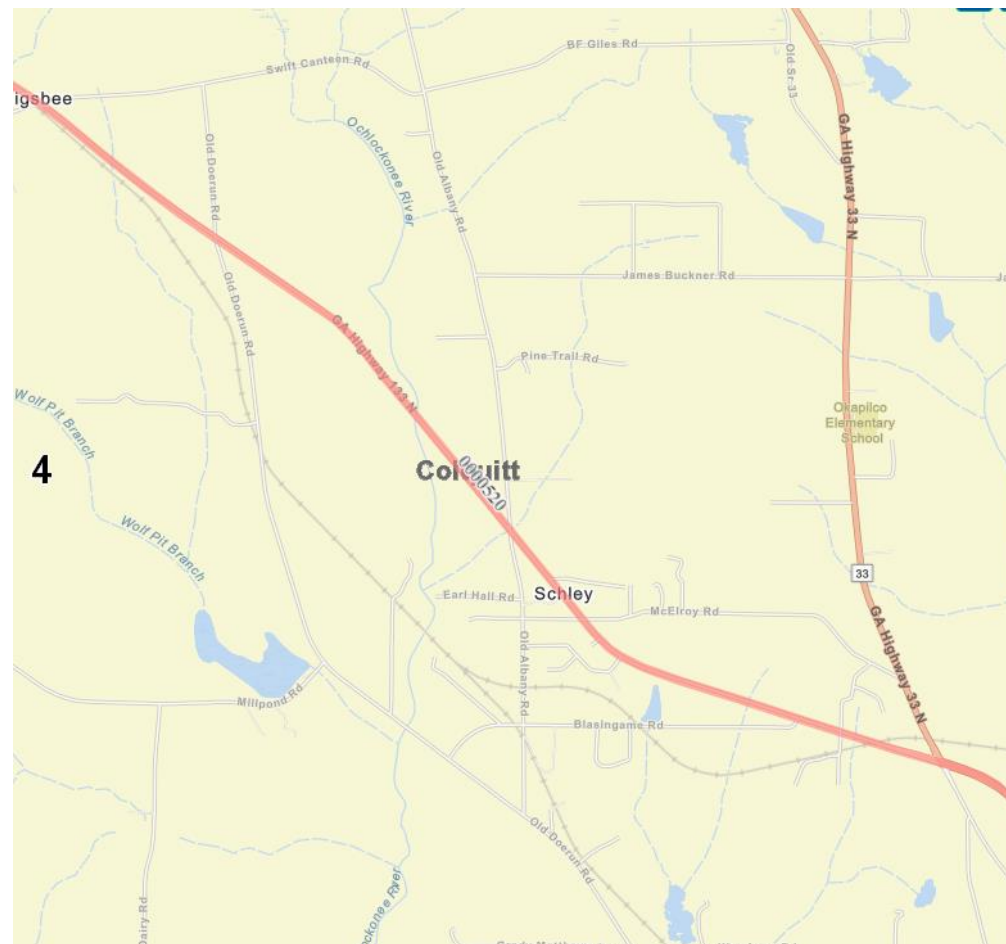 BF Giles Rd
Old Sr 33
Swift Canteen Rd
igsbee
Ochlockonee River
GA Highway 33 N
Old Doerun Rd
Old Albany Rd
James Buckner Rd
Old Doerun Rd
GA Highway 133 N
Pine Trail Rd
Wolf Pit Branch
Okapilco
Elementary
School
4
Colquitt
0000520
Wolf Pit Branch
33
Earl Hall Rd
Schley
McElroy Rd
GA Highway 33 N
Old Albany Rd
Millpond Rd
Blasingame Rd
Old Doerun Rd
Dairy Rd
ckonee River